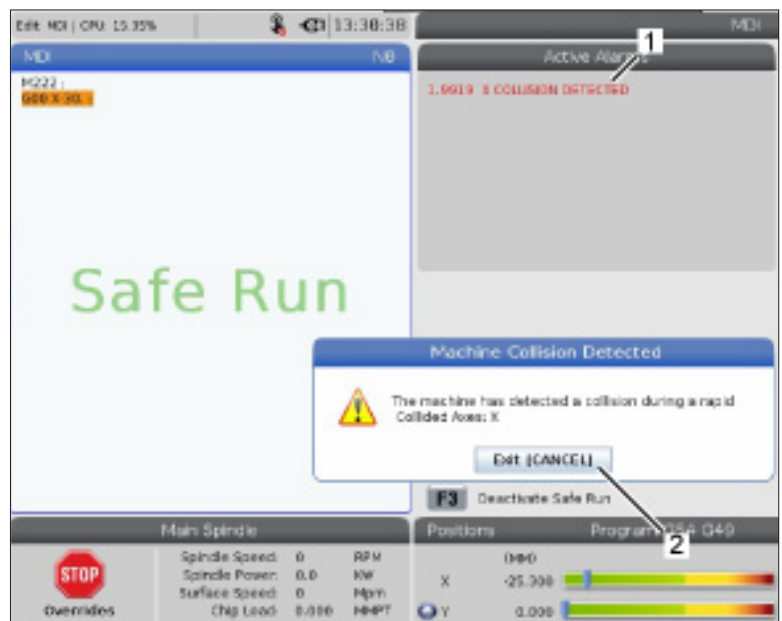 Edit: MDI | CPU: 15.35%
13:30:38
MDI
MDI
N0
M222 ;
G00 X-30. ;
Safe Run
Active Alarms
1
1.9919 X COLLISION DETECTED
Machine Collision Detected
The machine has detected a collision during a rapid
Collided Axes: X
Exit [CANCEL]
F3 Deactivate Safe Run
2
Main Spindle
STOP
Overrides
Spindle Speed: 0 RPM
Spindle Power: 0.0 KW
Surface Speed: 0 Mpm
Chip Load: 0.000 MMPT
Positions
Program G54 G49
(MM)
X -25.300
Y 0.000